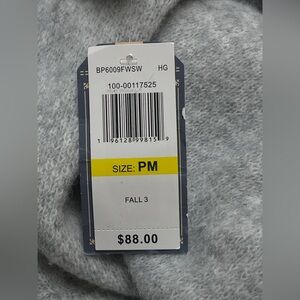 BP6009FWSW HG
100-00117525
1 96128 99815 9
SIZE: PM
FALL 3
$88.00